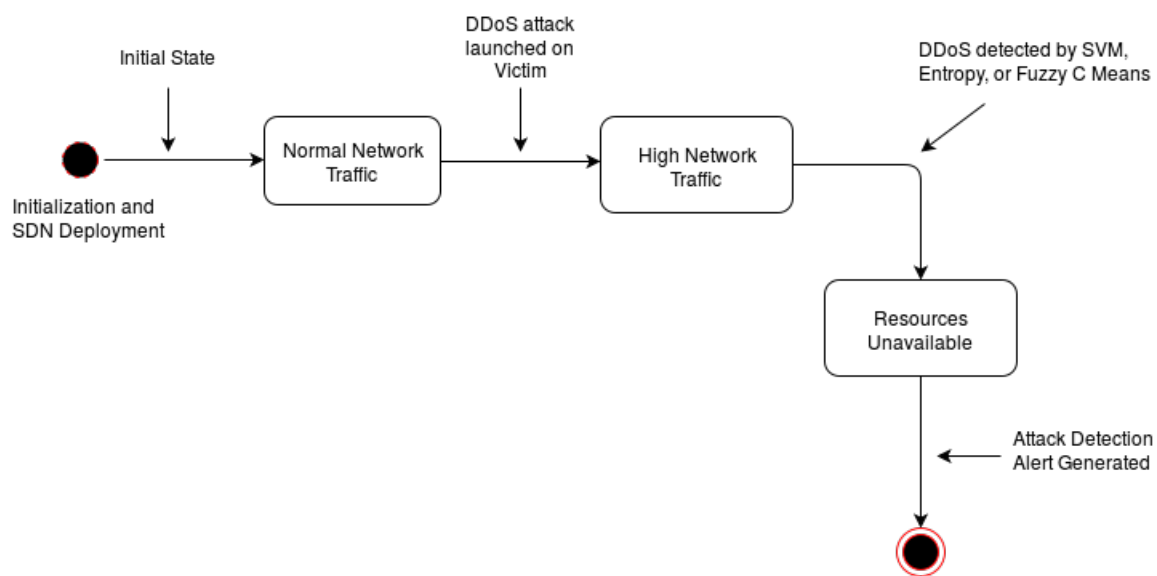 Initial State
DDoS attack
launched on
Victim
DDoS detected by SVM,
Entropy, or Fuzzy C Means
Initialization and
SDN Deployment
Normal Network
Traffic
High Network
Traffic
Resources
Unavailable
Attack Detection
Alert Generated